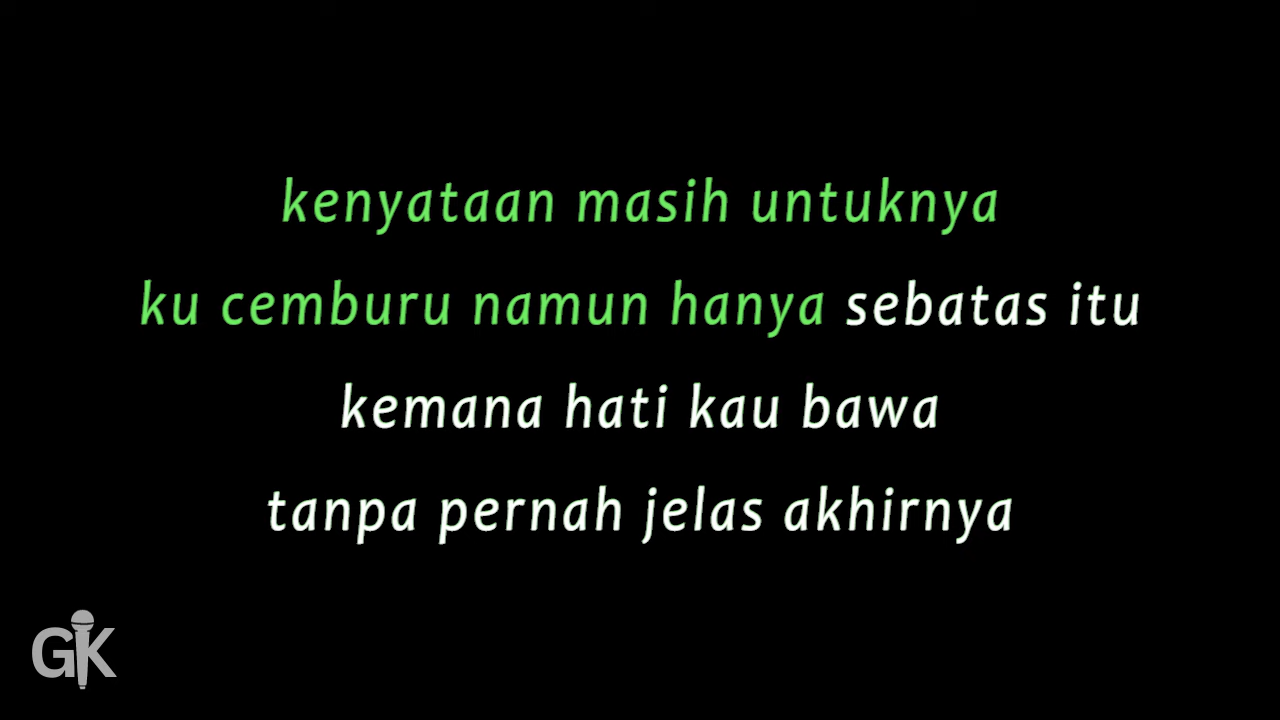 kenyataan masih untuknya
ku cemburu namun hanya sebatas itu
kemana hati kau bawa
tanpa pernah jelas akhirnya
GK